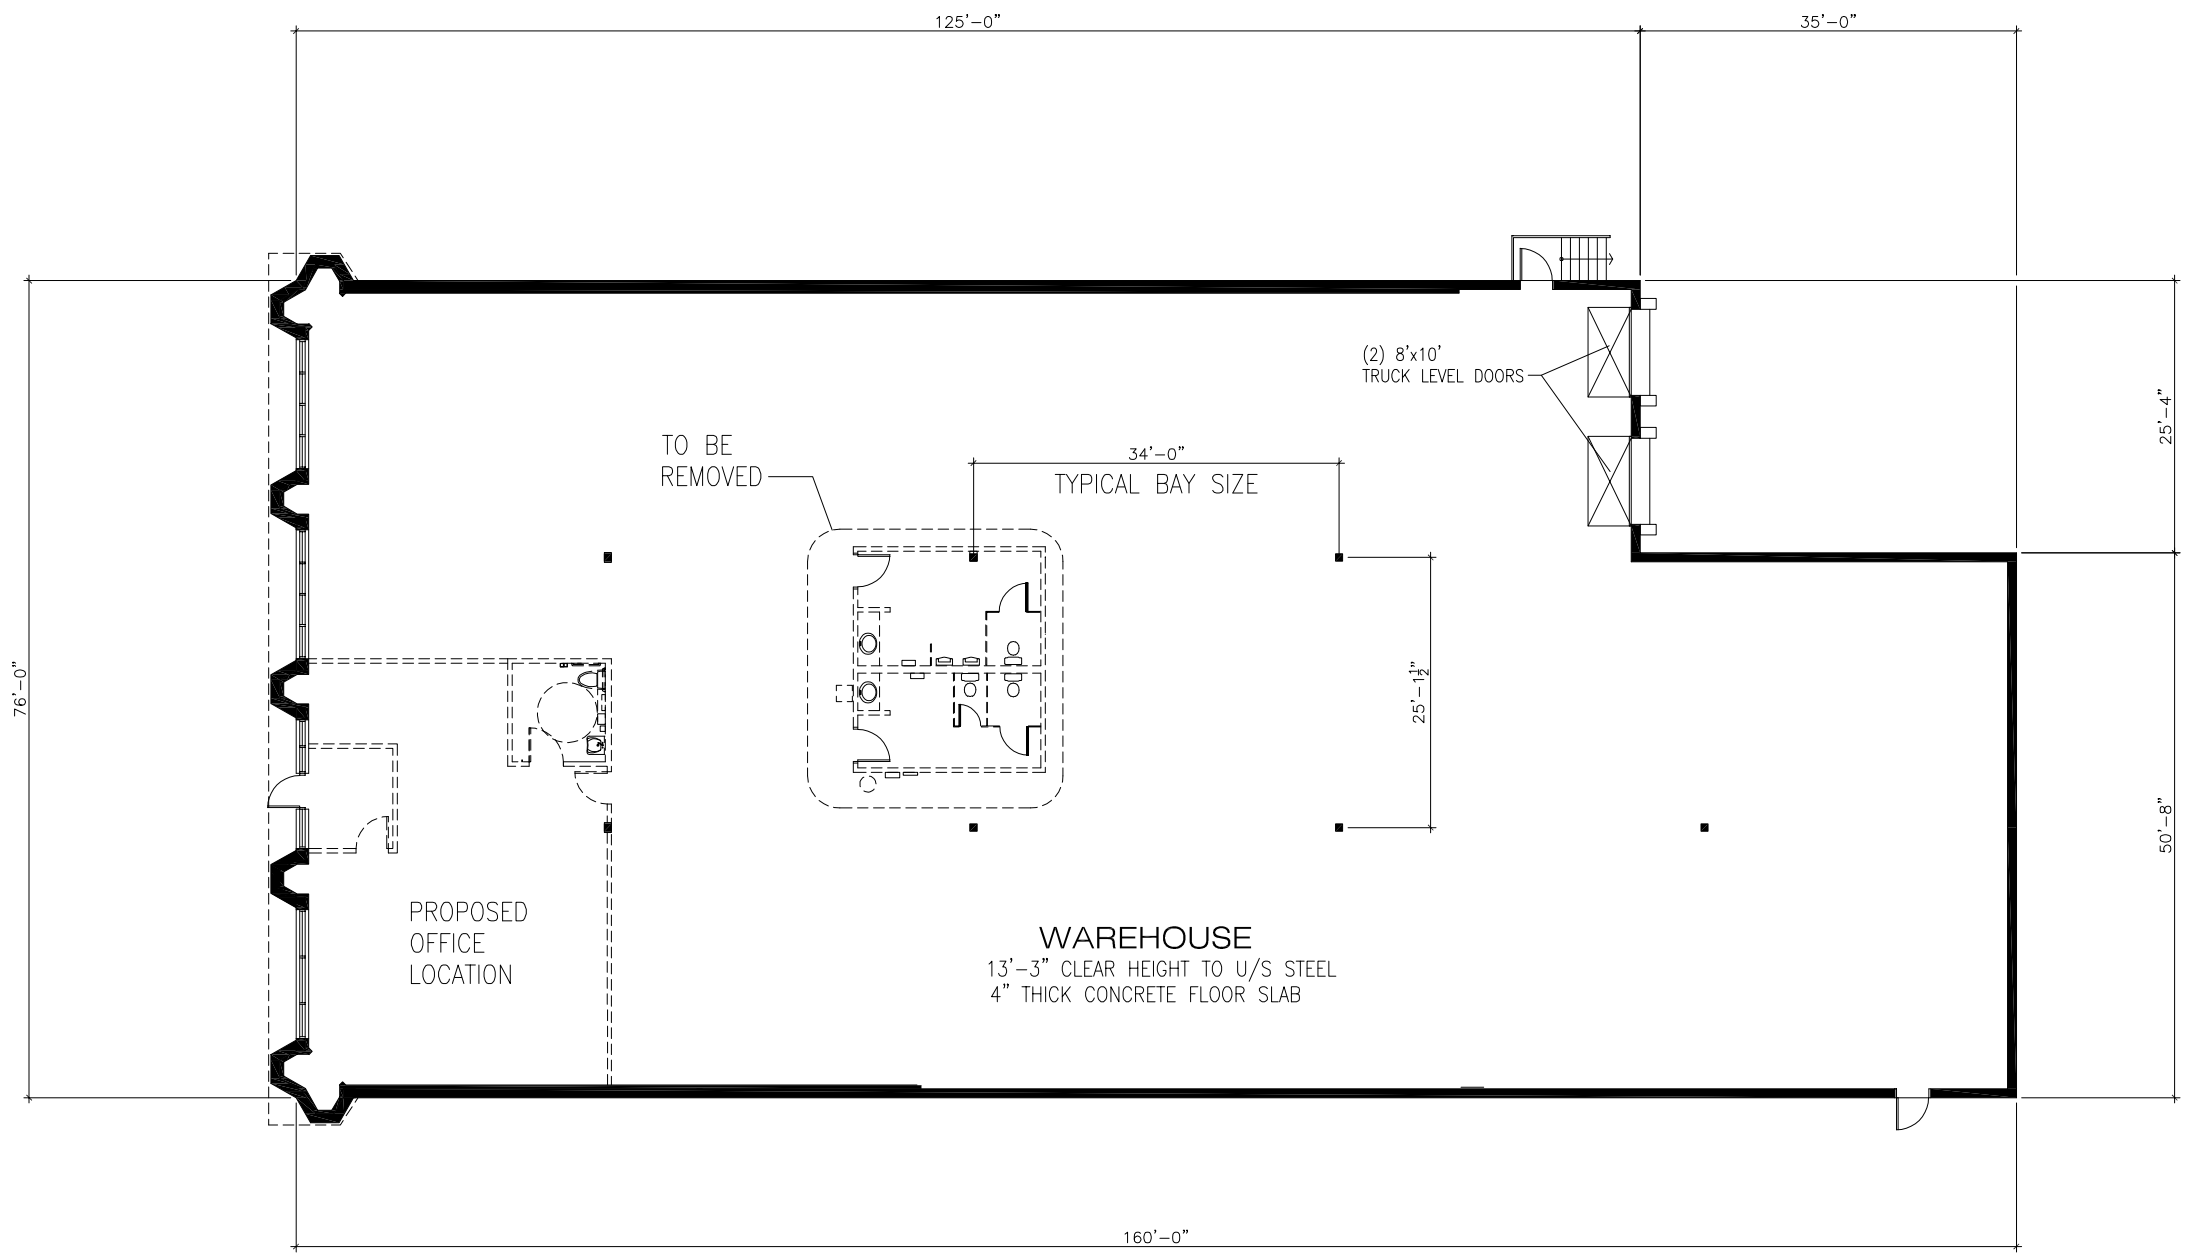 125'-0"
35'-0"
(2) 8'x10'
TRUCK LEVEL DOORS
25'-4"
TO BE
REMOVED
34'-0"
TYPICAL BAY SIZE
76'-0"
25'-1 1/2"
50'-8"
PROPOSED
OFFICE
LOCATION
WAREHOUSE
13'-3" CLEAR HEIGHT TO U/S STEEL
4" THICK CONCRETE FLOOR SLAB
160'-0"